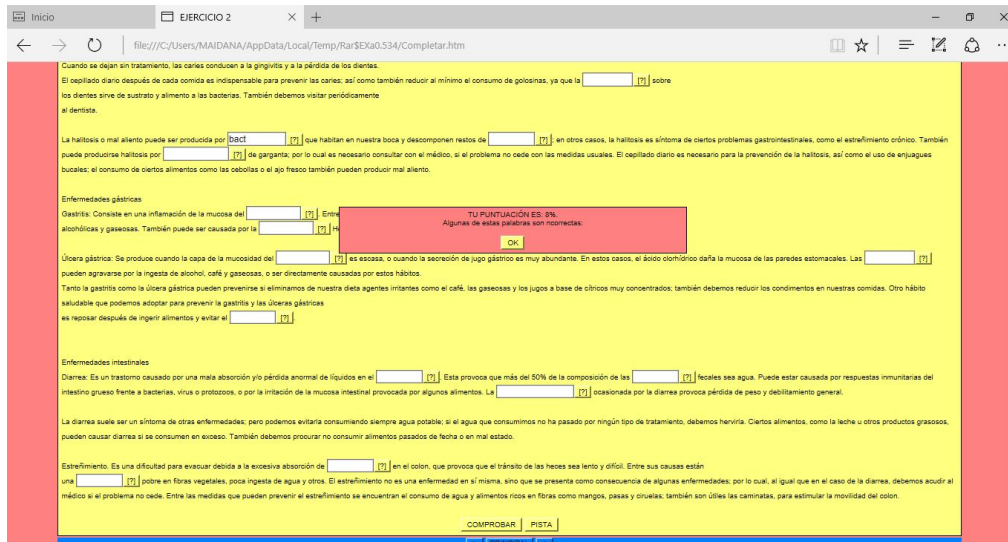 Inicio
EJERCICIO 2
file:///C:/Users/MAIDANA/AppData/Local/Temp/Rar$EXa0.534/Completar.htm
Cuando se dejan sin tratamiento, las caries conducen a la gingivitis y a la pérdida de los dientes.
El cepillado diario después de cada comida es indispensable para prevenir las caries; así como también reducir al mínimo el consumo de golosinas, ya que la [?] sobre
los dientes sirve de sustrato y alimento a las bacterias. También debemos visitar periódicamente
al dentista.
La halitosis o mal aliento puede ser producida por bact [?] que habitan en nuestra boca y descomponen restos de [?]; en otros casos, la halitosis es síntoma de ciertos problemas gastrointestinales, como el estreñimiento crónico. También
puede producirse halitosis por [?] de garganta; por lo cual es necesario consultar con el médico, si el problema no cede con las medidas usuales. El cepillado diario es necesario para la prevención de la halitosis, así como el uso de enjuagues
bucales; el consumo de ciertos alimentos como las cebollas o el ajo fresco también pueden producir mal aliento.
Enfermedades gástricas
Gastritis: Consiste en una inflamación de la mucosa del [?]. Entre
alcohólicas y gaseosas. También puede ser causada por la [?] H
TU PUNTUACIÓN ES: 8%.
Algunas de estas palabras son ncorrectas:
OK
Úlcera gástrica: Se produce cuando la capa de la mucosidad del [?] es escasa, o cuando la secreción de jugo gástrico es muy abundante. En estos casos, el ácido clorhídrico daña la mucosa de las paredes estomacales. Las [?]
pueden agravarse por la ingesta de alcohol, café y gaseosas, o ser directamente causadas por estos hábitos.
Tanto la gastritis como la úlcera gástrica pueden prevenirse si eliminamos de nuestra dieta agentes irritantes como el café, las gaseosas y los jugos a base de cítricos muy concentrados; también debemos reducir los condimentos en nuestras comidas. Otro hábito
saludable que podemos adoptar para prevenir la gastritis y las úlceras gástricas
es reposar después de ingerir alimentos y evitar el [?].
Enfermedades intestinales
Diarrea: Es un trastorno causado por una mala absorción y/o pérdida anormal de líquidos en el [?]. Esta provoca que más del 50% de la composición de las [?] fecales sea agua. Puede estar causada por respuestas inmunitarias del
intestino grueso frente a bacterias, virus o protozoos, o por la irritación de la mucosa intestinal provocada por algunos alimentos. La [?] ocasionada por la diarrea provoca pérdida de peso y debilitamiento general.
La diarrea suele ser un síntoma de otras enfermedades; pero podemos evitarla consumiendo siempre agua potable; si el agua que consumimos no ha pasado por ningún tipo de tratamiento, debemos hervirla. Ciertos alimentos, como la leche u otros productos grasosos,
pueden causar diarrea si se consumen en exceso. También debemos procurar no consumir alimentos pasados de fecha o en mal estado.
Estreñimiento. Es una dificultad para evacuar debida a la excesiva absorción de [?] en el colon, que provoca que el tránsito de las heces sea lento y difícil. Entre sus causas están
una [?] pobre en fibras vegetales, poca ingesta de agua y otros. El estreñimiento no es una enfermedad en sí misma, sino que se presenta como consecuencia de algunas enfermedades; por lo cual, al igual que en el caso de la diarrea, debemos acudir al
médico si el problema no cede. Entre las medidas que pueden prevenir el estreñimiento se encuentran el consumo de agua y alimentos ricos en fibras como mangos, pasas y ciruelas; también son útiles las caminatas, para estimular la movilidad del colon.
COMPROBAR PISTA